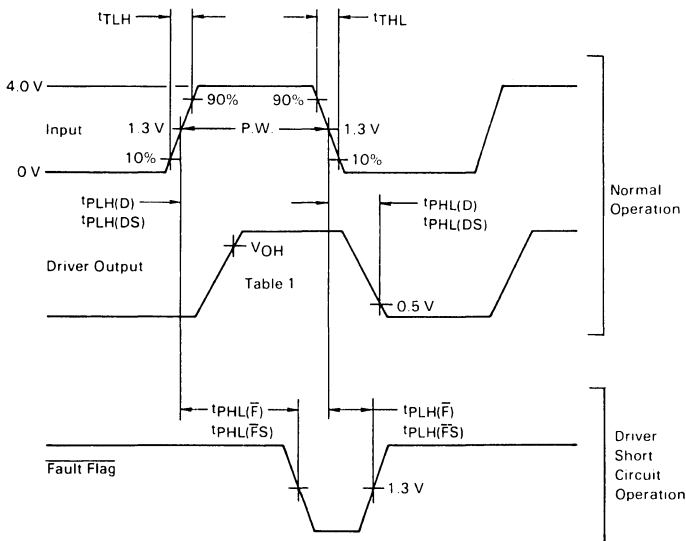 tTLH
tTHL
4.0 V
90%
90%
Input
1.3 V
P.W.
1.3 V
10%
10%
0 V
tPLH(D)
tPLH(DS)
tPHL(D)
tPHL(DS)
Normal
Operation
VOH
Driver Output
Table 1
0.5 V
tPHL(F̅)
tPHL(F̅S)
tPLH(F̅)
tPLH(F̅S)
Driver
Short
Circuit
Operation
Fault Flag
1.3 V